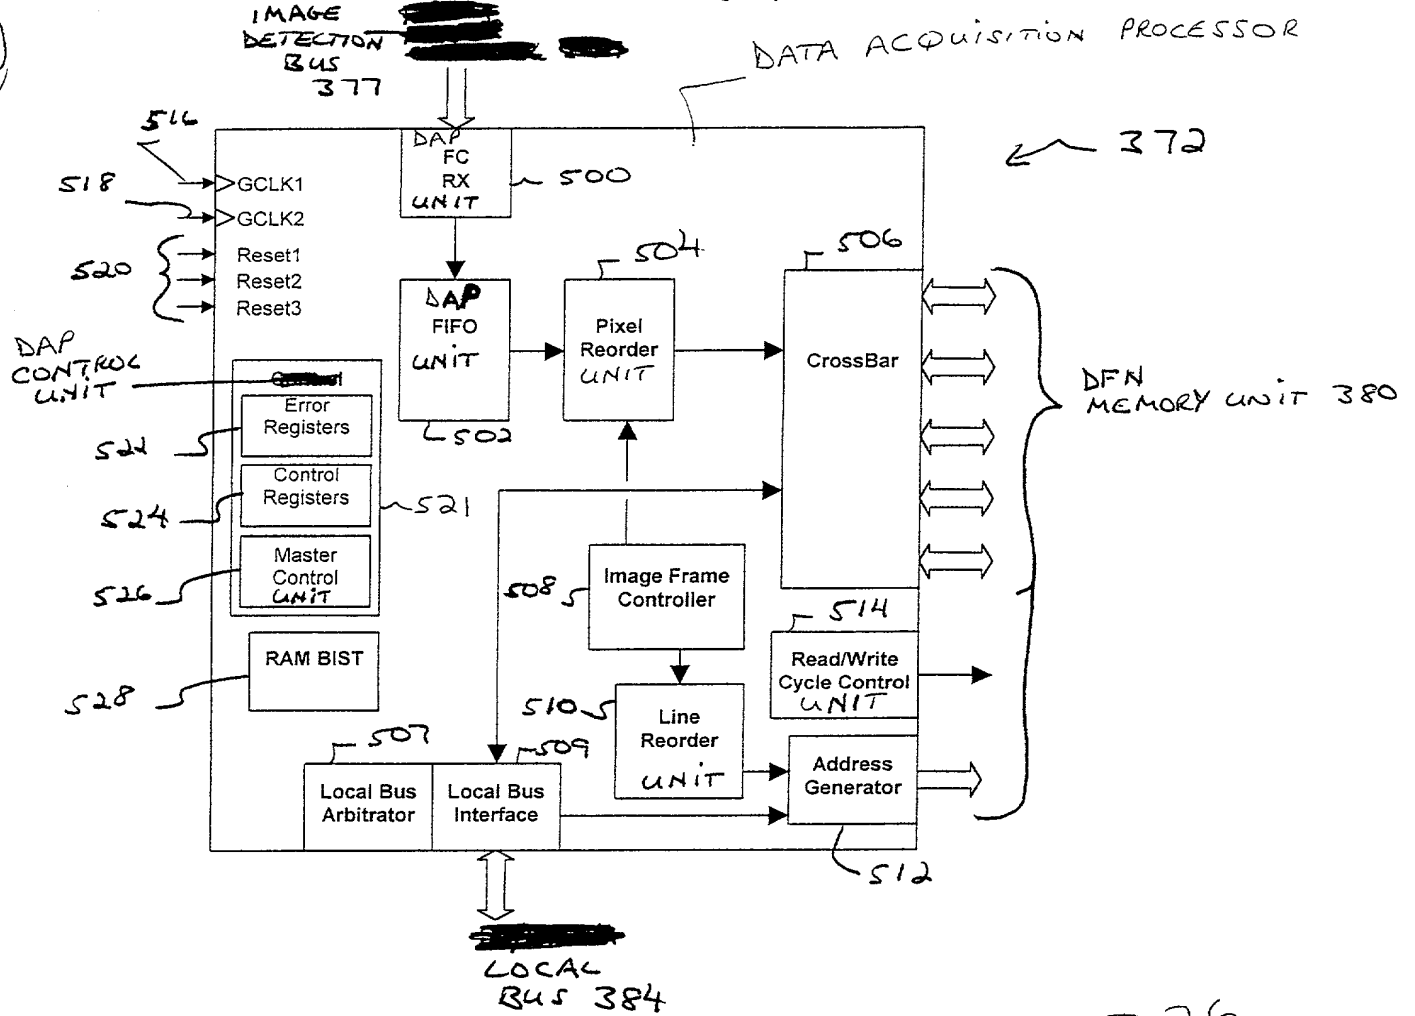 IMAGE
DETECTION
BUS
377
DATA ACQUISITION PROCESSOR
372
516
518
GCLK1
GCLK2
520
Reset1
Reset2
Reset3
DAP
FC
RX
UNIT
500
DAP
FIFO
UNIT
502
504
Pixel
Reorder
UNIT
506
CrossBar
DFN
MEMORY UNIT 380
DAP
CONTROL
UNIT
Error
Registers
522
Control
Registers
524
521
Master
Control
UNIT
526
RAM BIST
528
508
Image Frame
Controller
514
Read/Write
Cycle Control
UNIT
510
Line
Reorder
UNIT
507
Local Bus
Arbitrator
509
Local Bus
Interface
Address
Generator
512
LOCAL
BUS 384